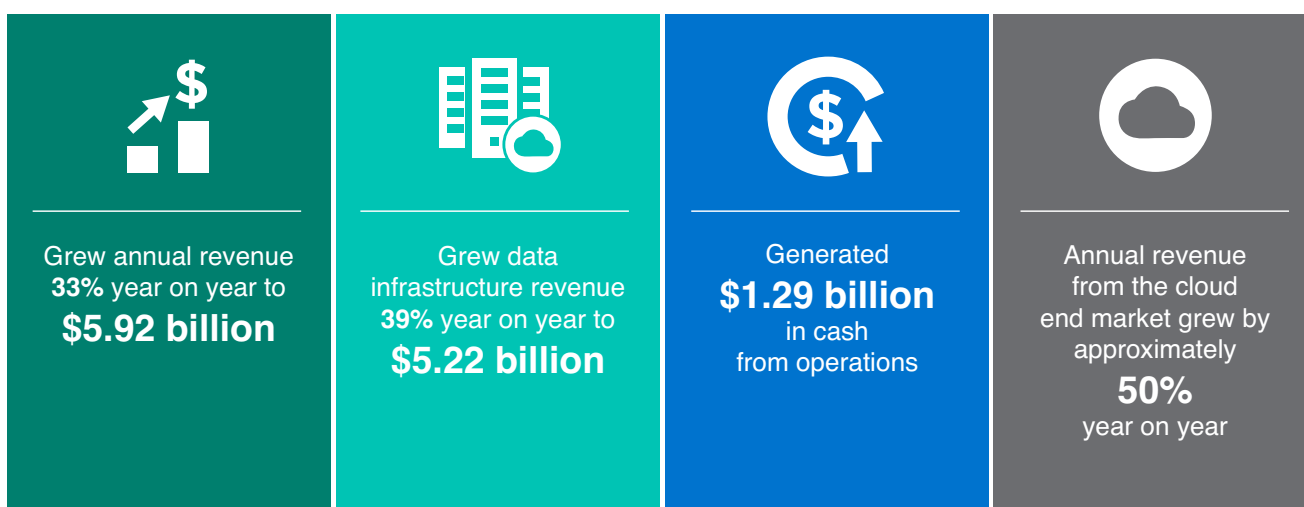 $
Grew annual revenue
33% year on year to
$5.92 billion
Grew data
infrastructure revenue
39% year on year to
$5.22 billion
$
Generated
$1.29 billion
in cash
from operations
Annual revenue
from the cloud
end market grew by
approximately
50%
year on year